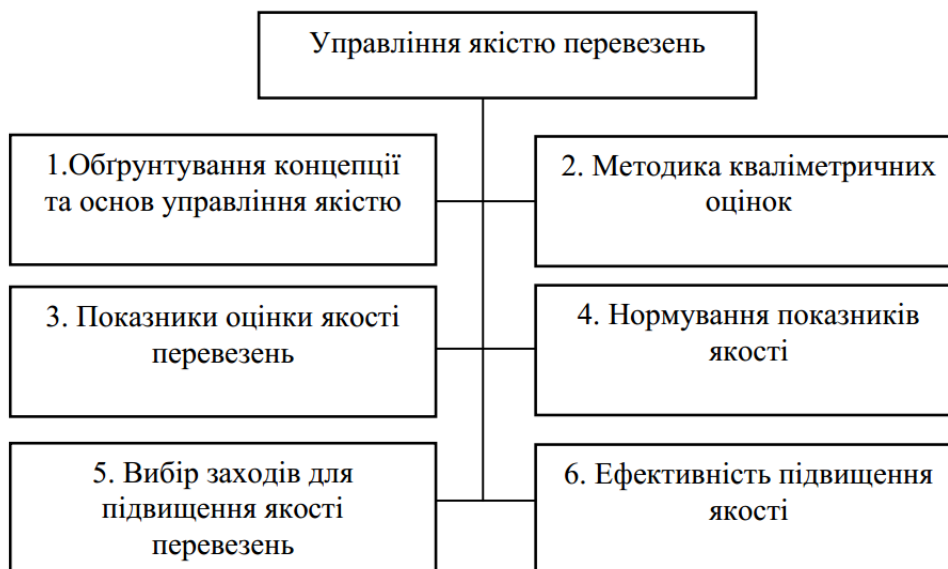 Управління якістю перевезень
1.Обґрунтування концепції
та основ управління якістю
2. Методика кваліметричних
оцінок
3. Показники оцінки якості
перевезень
4. Нормування показників
якості
5. Вибір заходів для
підвищення якості
перевезень
6. Ефективність підвищення
якості